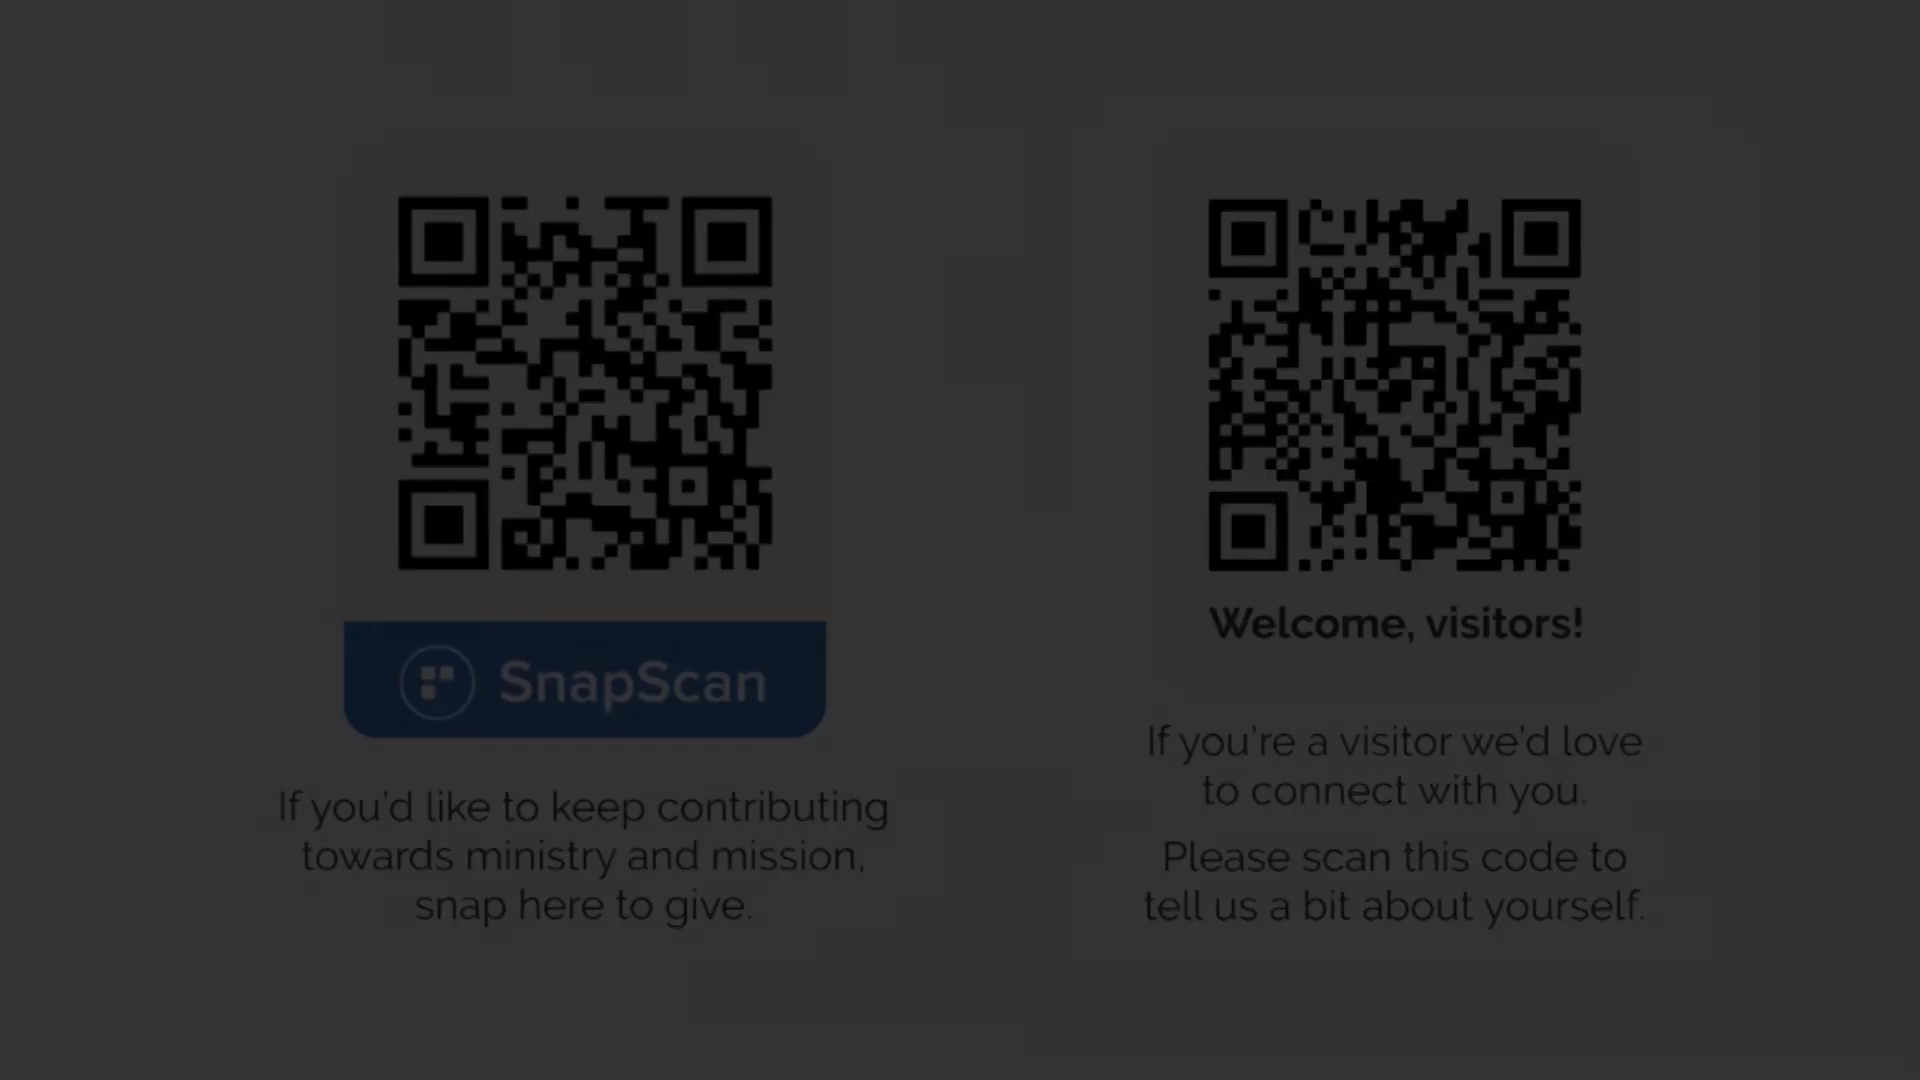 SnapScan
If you'd like to keep contributing
towards ministry and mission,
snap here to give.
Welcome, visitors!
If you're a visitor we'd love
to connect with you.
Please scan this code to
tell us a bit about yourself.